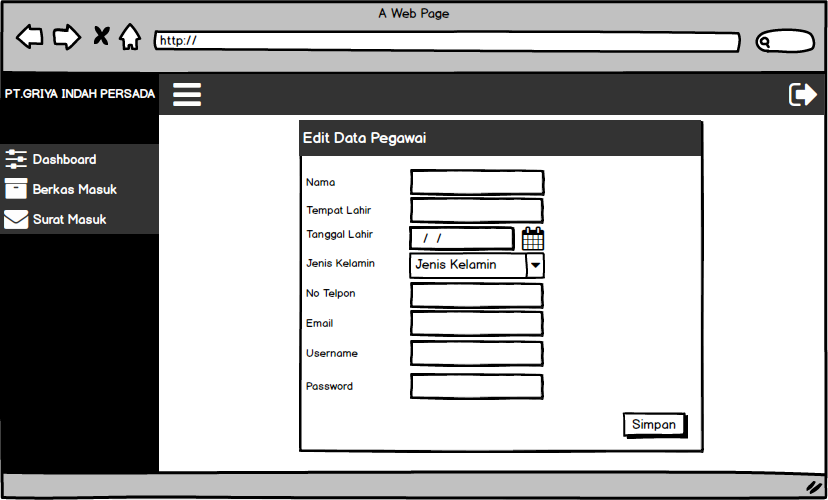 A Web Page
http://
PT.GRIYA INDAH PERSADA
Dashboard
Berkas Masuk
Surat Masuk
Edit Data Pegawai
Nama
Tempat Lahir
Tanggal Lahir / /
Jenis Kelamin Jenis Kelamin
No Telpon
Email
Username
Password
Simpan